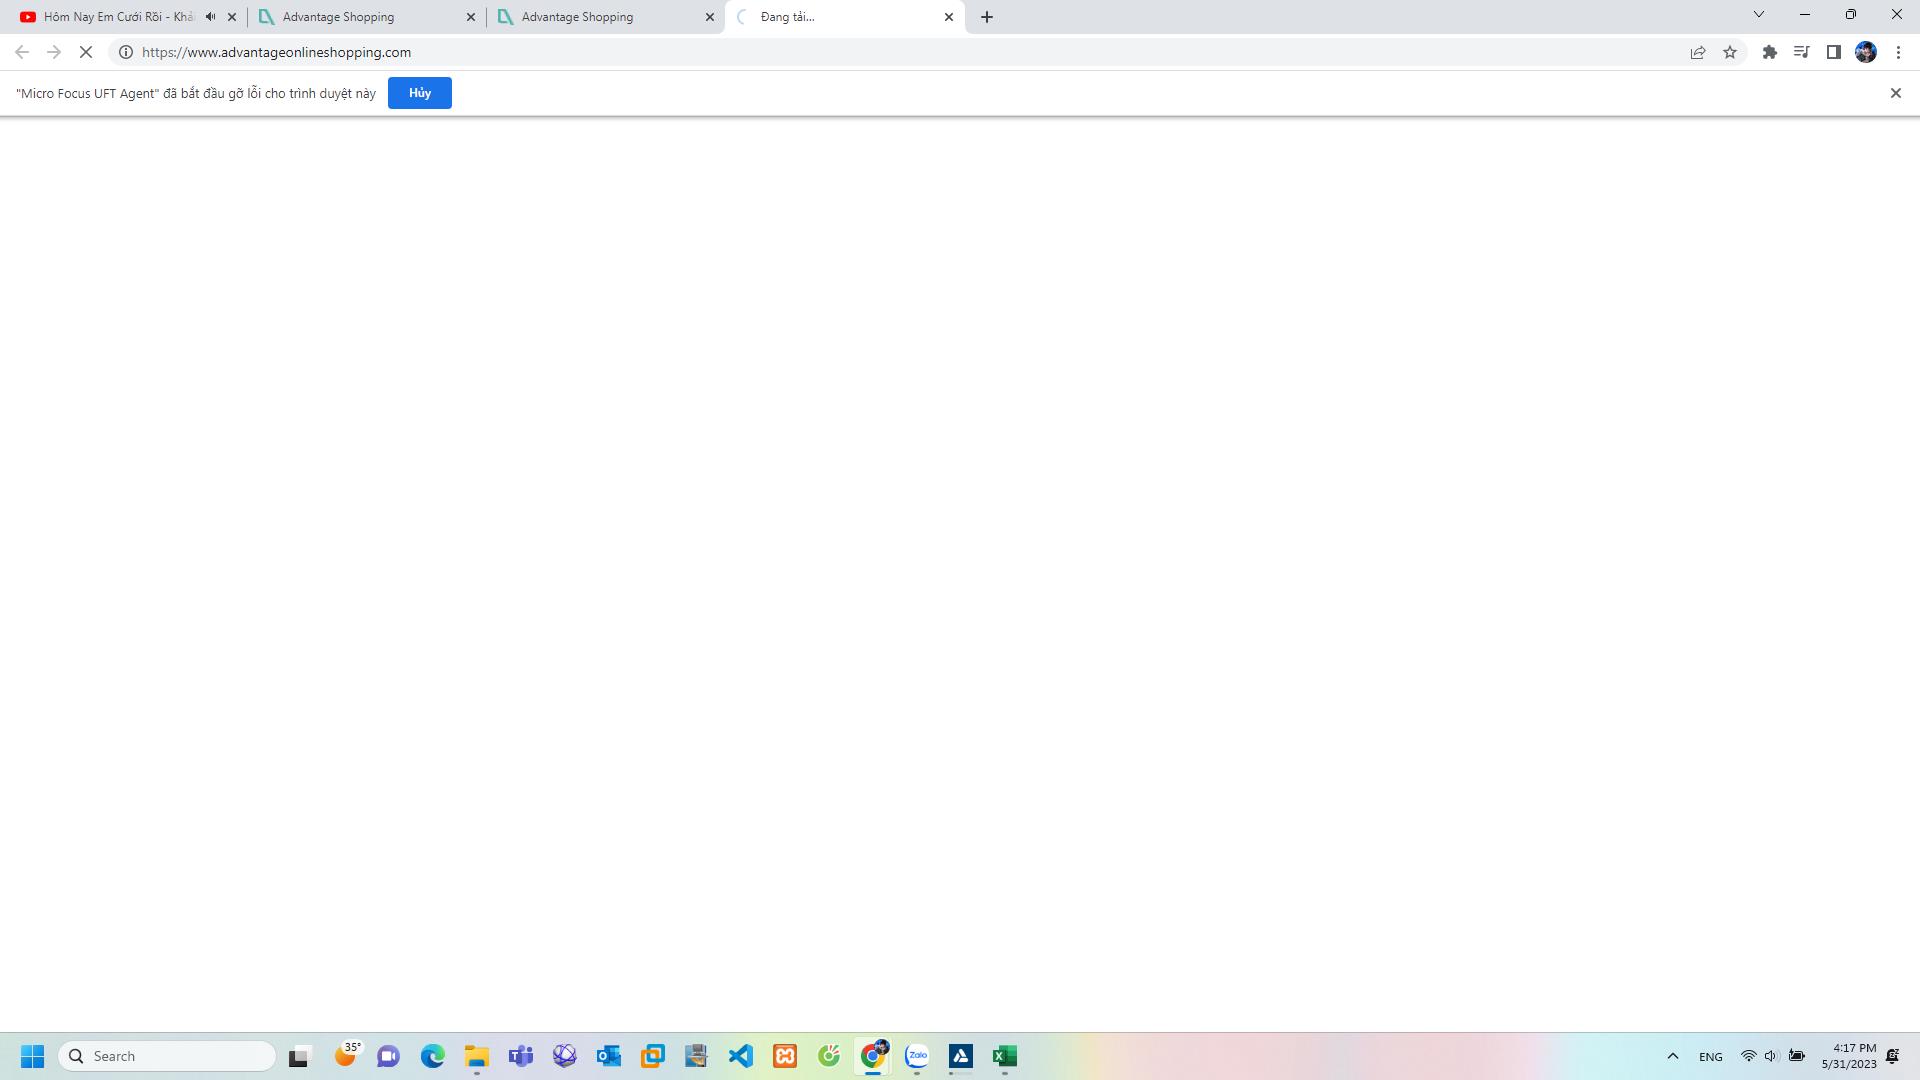 Hôm Nay Em Cưới Rồi - Khải
Advantage Shopping
Advantage Shopping
Đang tải...
https://www.advantageonlineshopping.com
"Micro Focus UFT Agent" đã bắt đầu gỡ lỗi cho trình duyệt này
Hủy
Search
35°
Zalo
ENG
4:17 PM
5/31/2023